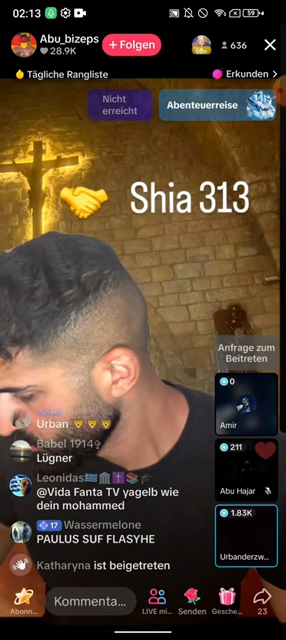 02:13
59
Abu_bizeps
28.9K
+ Folgen
636
Tägliche Rangliste
Erkunden >
Nicht erreicht
Abenteuerreise
Shia 313
Anfrage zum
Beitreten
0
Amir
211
Abu Hajar
1.83K
Urbanderzw...
Urban
Babel 1914
Lügner
Leonidas
@Vida Fanta TV yagelb wie
dein mohammed
17 Wassermelone
PAULUS SUF FLASYHE
Katharyna ist beigetreten
Abonn...
Kommenta...
LIVE mi...
Senden
Gesche...
23